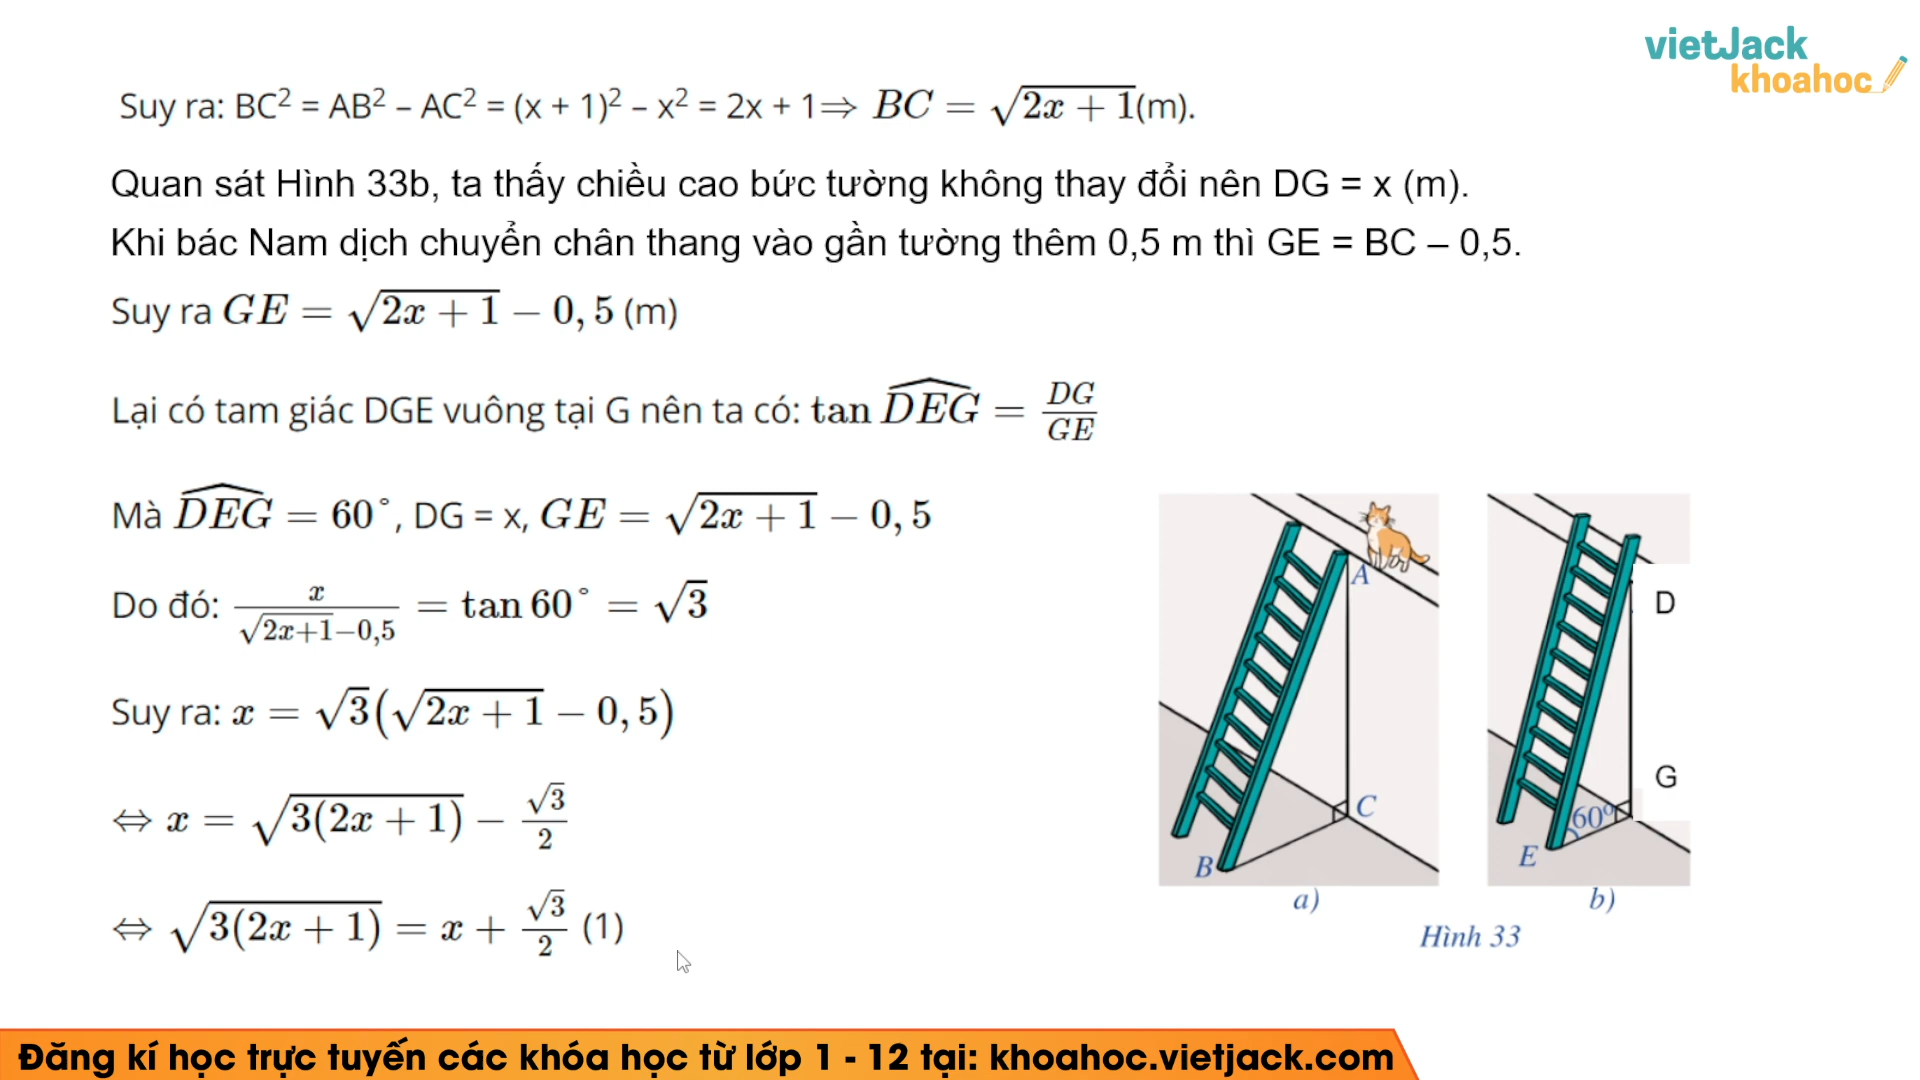 vietJack
khoahoc
Suy ra: BC² = AB² – AC² = (x + 1)² – x² = 2x + 1⇒ BC = √(2x + 1)(m).
Quan sát Hình 33b, ta thấy chiều cao bức tường không thay đổi nên DG = x (m).
Khi bác Nam dịch chuyển chân thang vào gần tường thêm 0,5 m thì GE = BC – 0,5.
Suy ra GE = √(2x + 1) − 0,5 (m)
Lại có tam giác DGE vuông tại G nên ta có: tan \widehat{DEG} = DG/GE
Mà \widehat{DEG} = 60°, DG = x, GE = √(2x + 1) − 0,5
Do đó: x/(√(2x+1)−0,5) = tan 60° = √3
Suy ra: x = √3(√(2x + 1) − 0,5)
⇔ x = √(3(2x + 1)) − √3/2
⇔ √(3(2x + 1)) = x + √3/2 (1)
A
C
B
a)
D
G
60º
E
b)
Hình 33
Đăng kí học trực tuyến các khóa học từ lớp 1 - 12 tại: khoahoc.vietjack.com